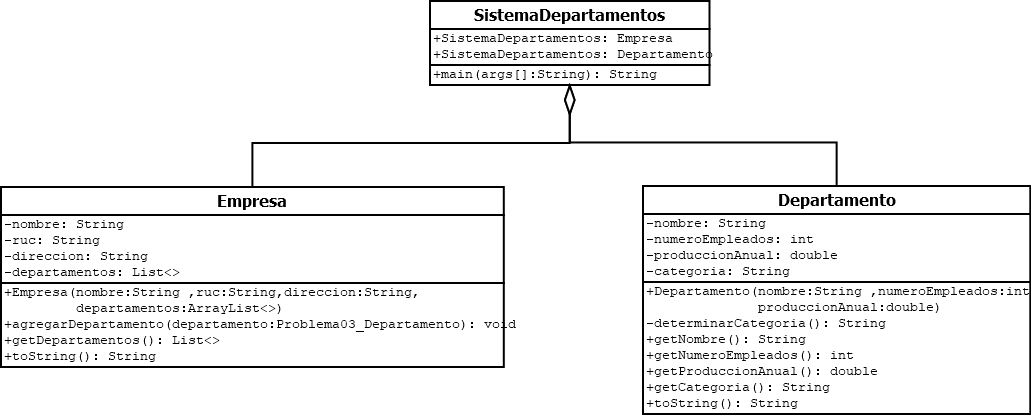 SistemaDepartamentos
+SistemaDepartamentos: Empresa
+SistemaDepartamentos: Departamento
+main(args[]:String): String
Empresa
-nombre: String
-ruc: String
-direccion: String
-departamentos: List<>
+Empresa(nombre:String ,ruc:String,direccion:String,
departamentos:ArrayList<>)
+agregarDepartamento(departamento:Problema03_Departamento): void
+getDepartamentos(): List<>
+toString(): String
Departamento
-nombre: String
-numeroEmpleados: int
-produccionAnual: double
-categoria: String
+Departamento(nombre:String ,numeroEmpleados:int
produccionAnual:double)
-determinarCategoria(): String
+getNombre(): String
+getNumeroEmpleados(): int
+getProduccionAnual(): double
+getCategoria(): String
+toString(): String